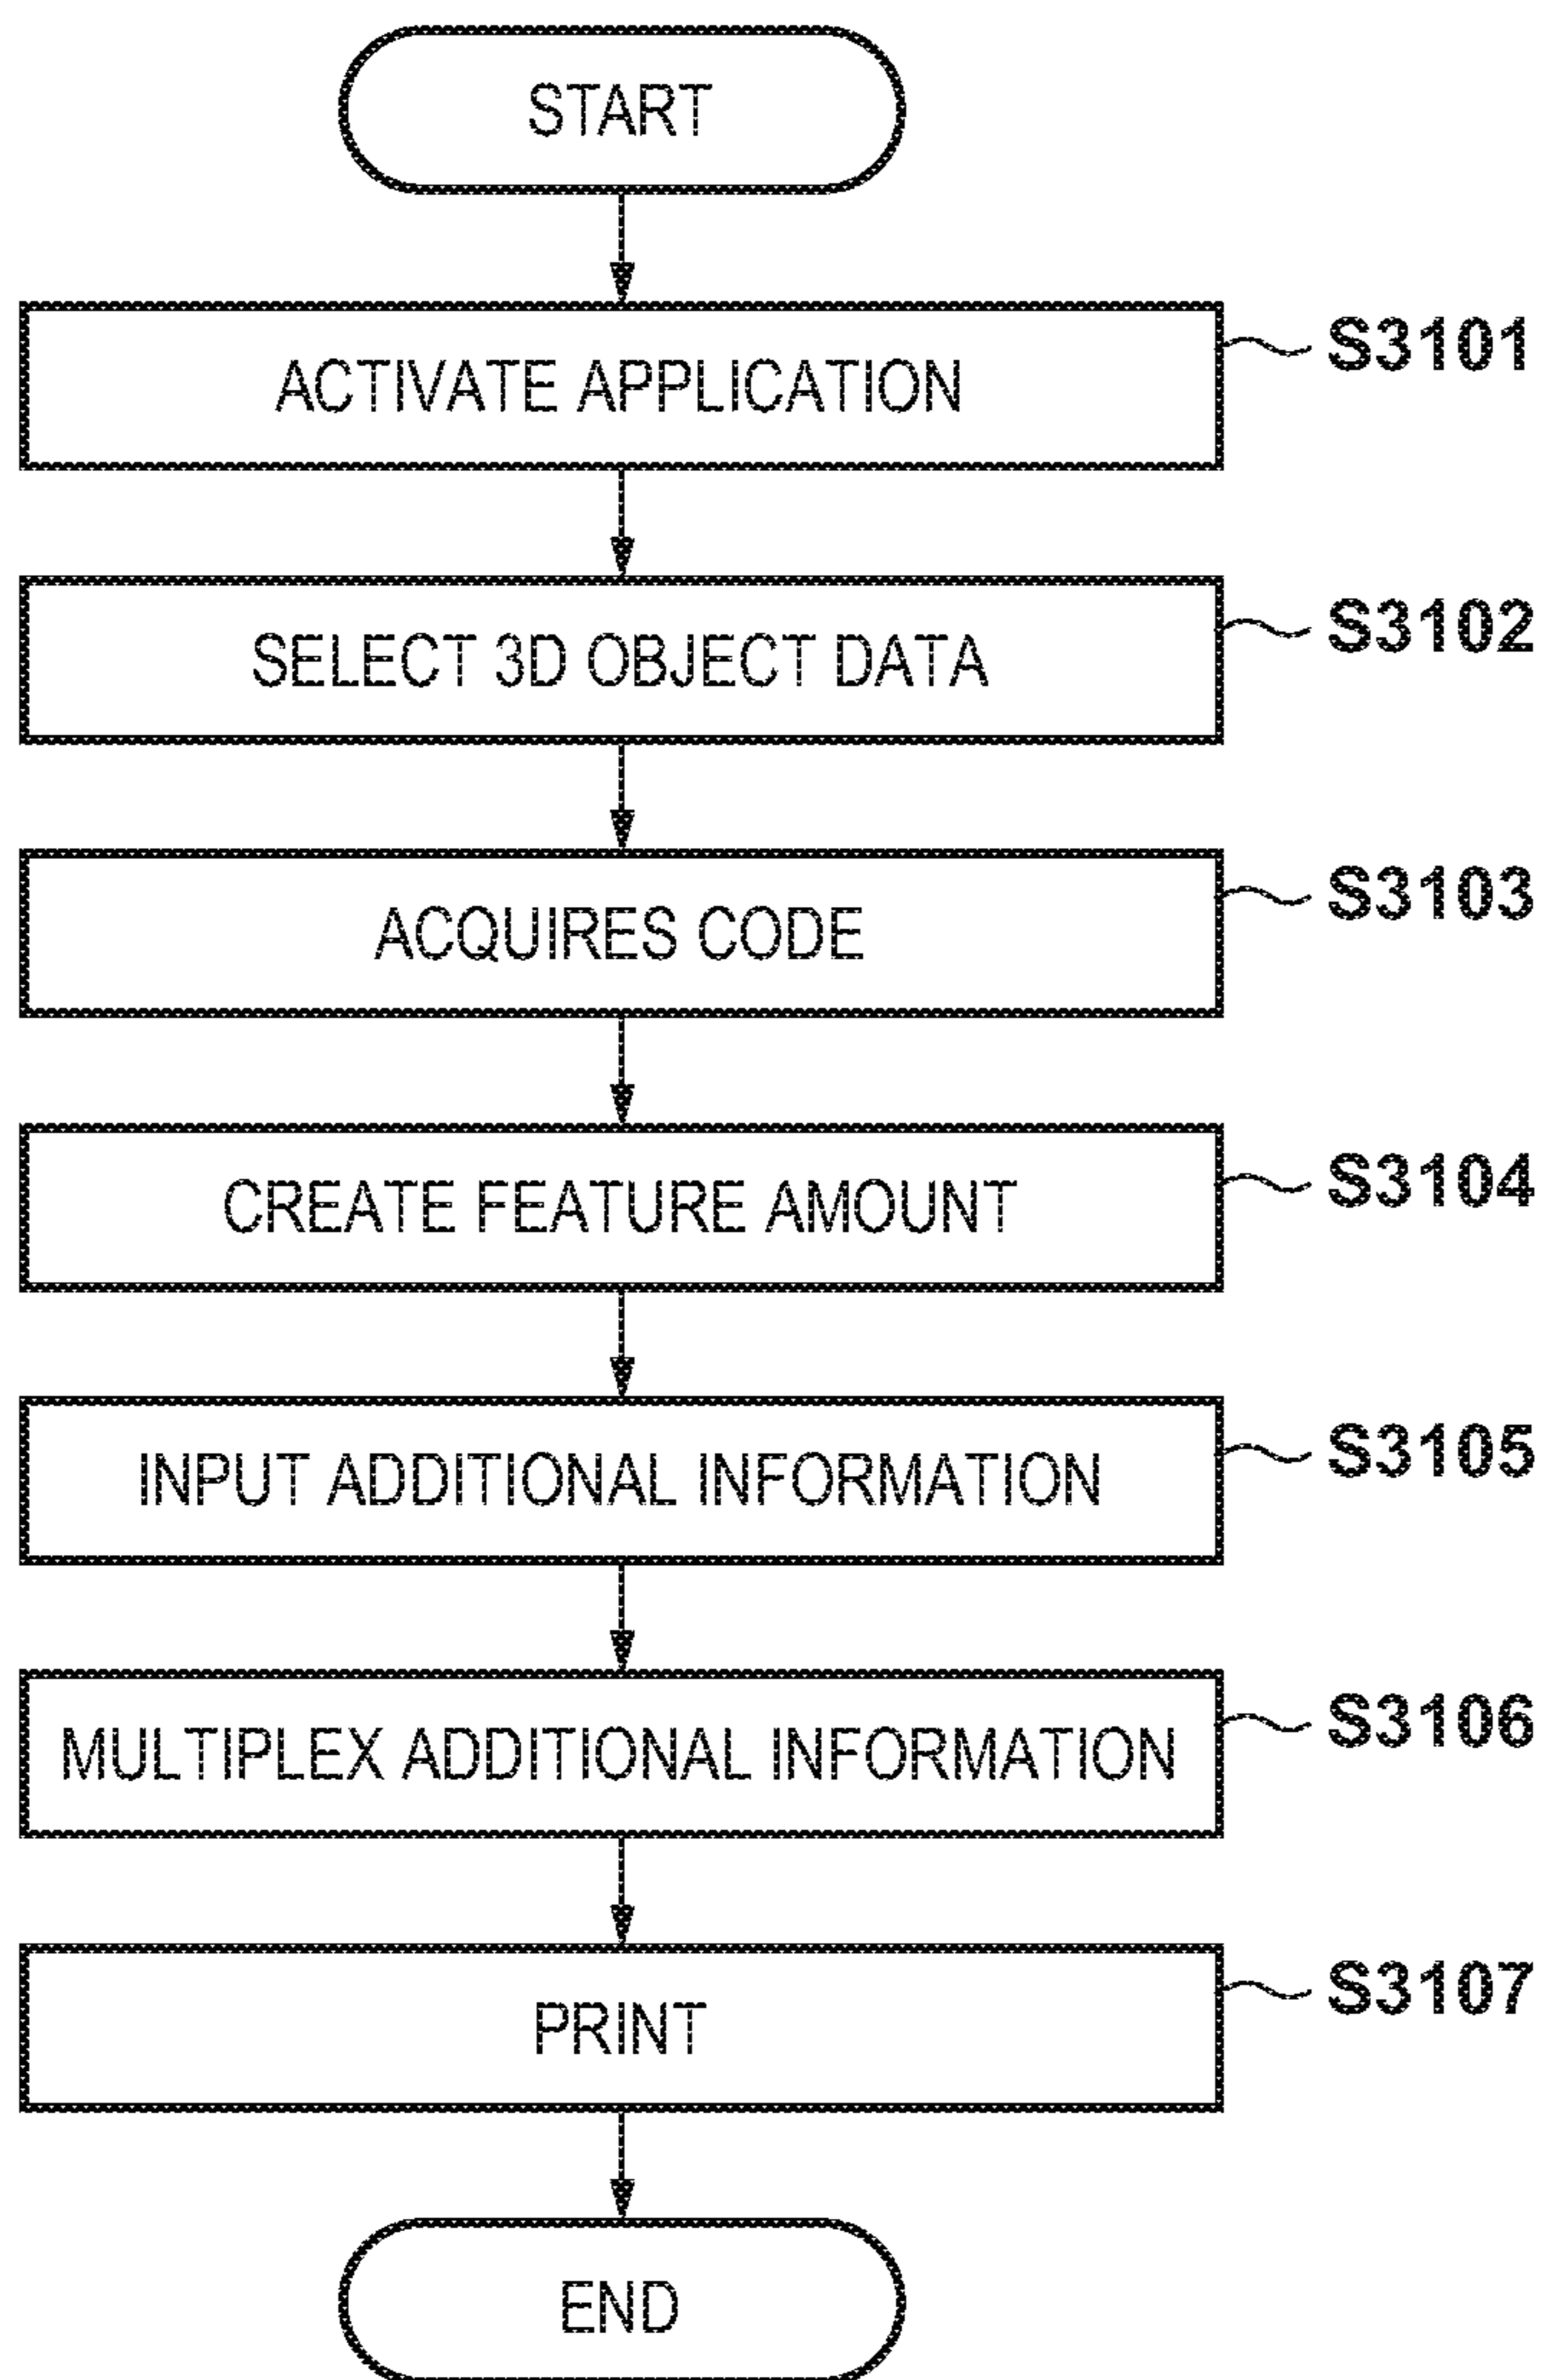 START
ACTIVATE APPLICATION
S3101
SELECT 3D OBJECT DATA
S3102
ACQUIRES CODE
S3103
CREATE FEATURE AMOUNT
S3104
INPUT ADDITIONAL INFORMATION
S3105
MULTIPLEX ADDITIONAL INFORMATION
S3106
PRINT
S3107
END